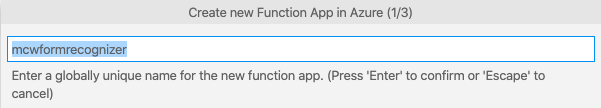 Create new Function App in Azure (1/3)
mcwformrecognizer
Enter a globally unique name for the new function app. (Press 'Enter' to confirm or 'Escape' to
cancel)